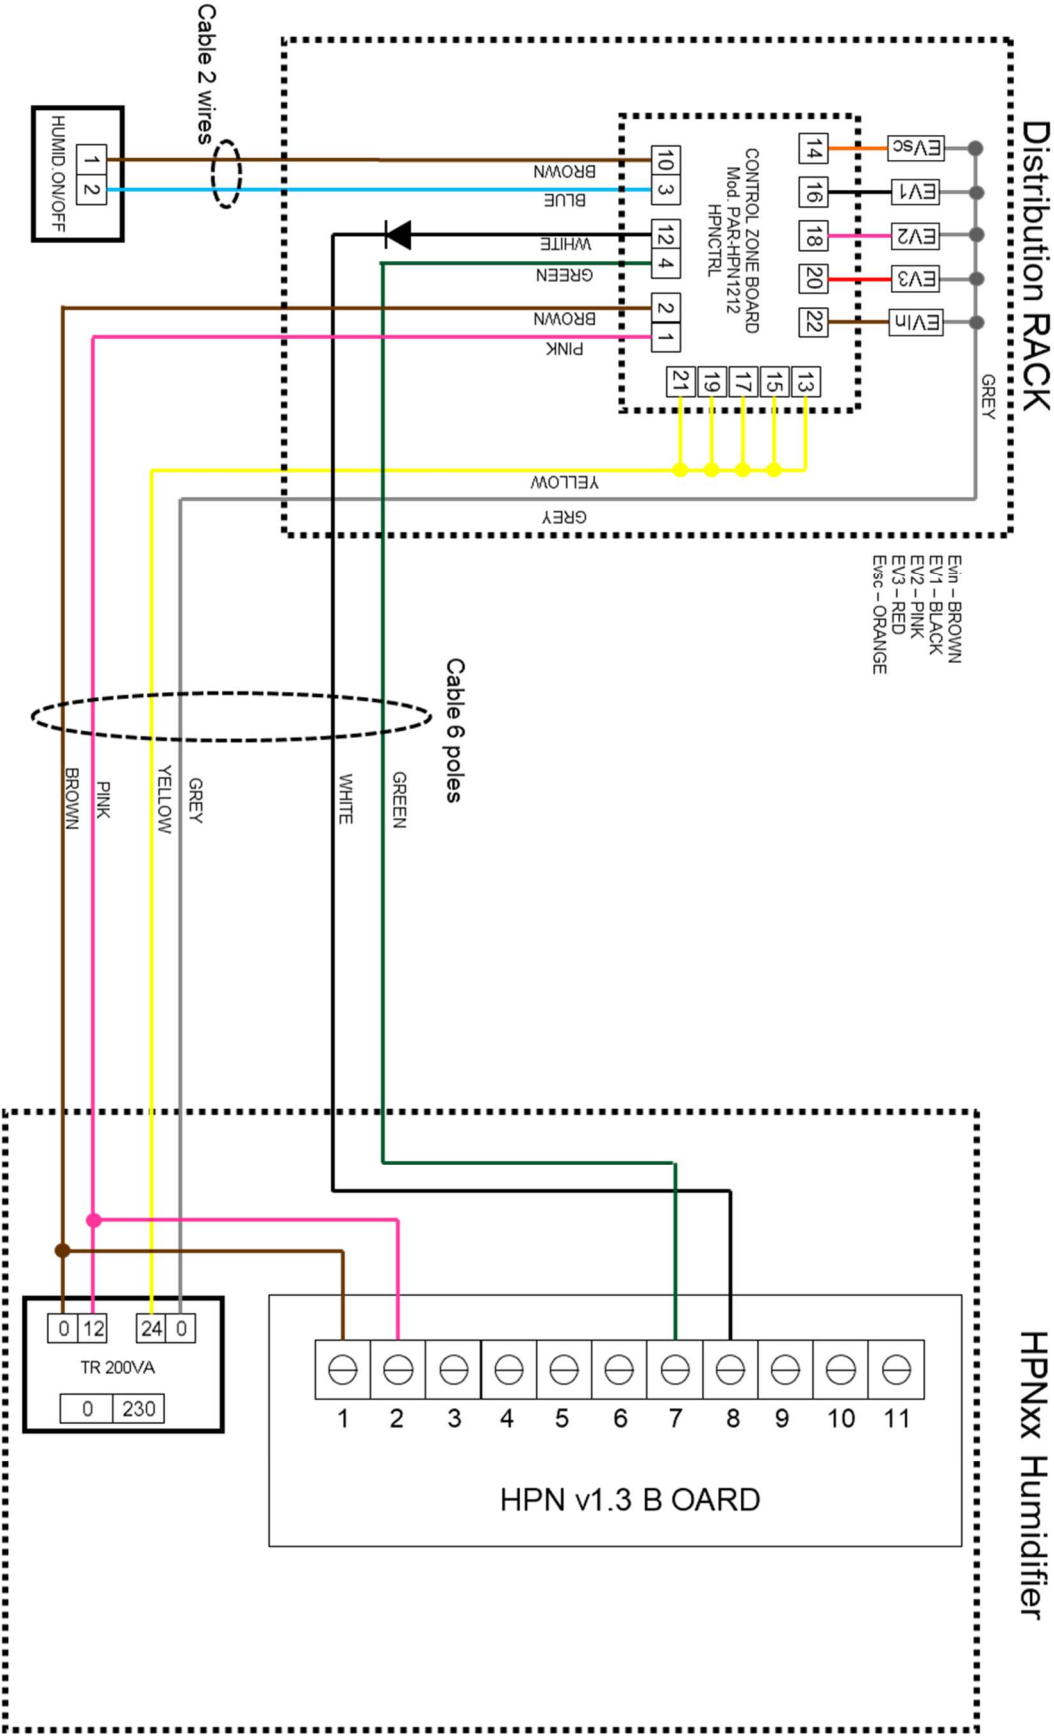 Distribution RACK
Cable 2 wires
HUMID.ON/OFF
1
2
10
3
12
4
2
1
BROWN
BLUE
WHITE
GREEN
BROWN
PINK
CONTROL ZONE BOARD
Mod. PAR-HPN1212
HPNCTRL
14
16
18
20
22
EVsc
EV1
EV2
EV3
EVin
GREY
21
19
17
15
13
YELLOW
GREY
Evin – BROWN
EV1 – BLACK
EV2 – PINK
EV3 – RED
Evsc – ORANGE
Cable 6 poles
BROWN
PINK
YELLOW
GREY
WHITE
GREEN
HPNxx Humidifier
0
12
24
0
TR 200VA
0
230
1
2
3
4
5
6
7
8
9
10
11
HPN v1.3 B OARD